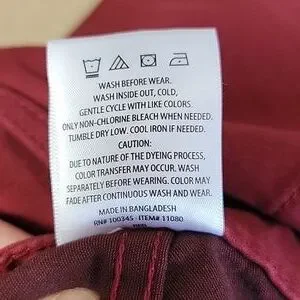 WASH BEFORE WEAR.
WASH INSIDE OUT, COLD,
GENTLE CYCLE WITH LIKE COLORS
ONLY NON-CHLORINE BLEACH WHEN NEEDED.
TUMBLE DRY LOW. COOL IRON IF NEEDED.
CAUTION:
DUE TO NATURE OF THE DYEING PROCESS,
COLOR TRANSFER MAY OCCUR. WASH
SEPARATELY BEFORE WEARING. COLOR MAY
FADE AFTER CONTINUOUS WASH AND WEAR.
MADE IN BANGLADESH
RN# 100345 - ITEM# 11080